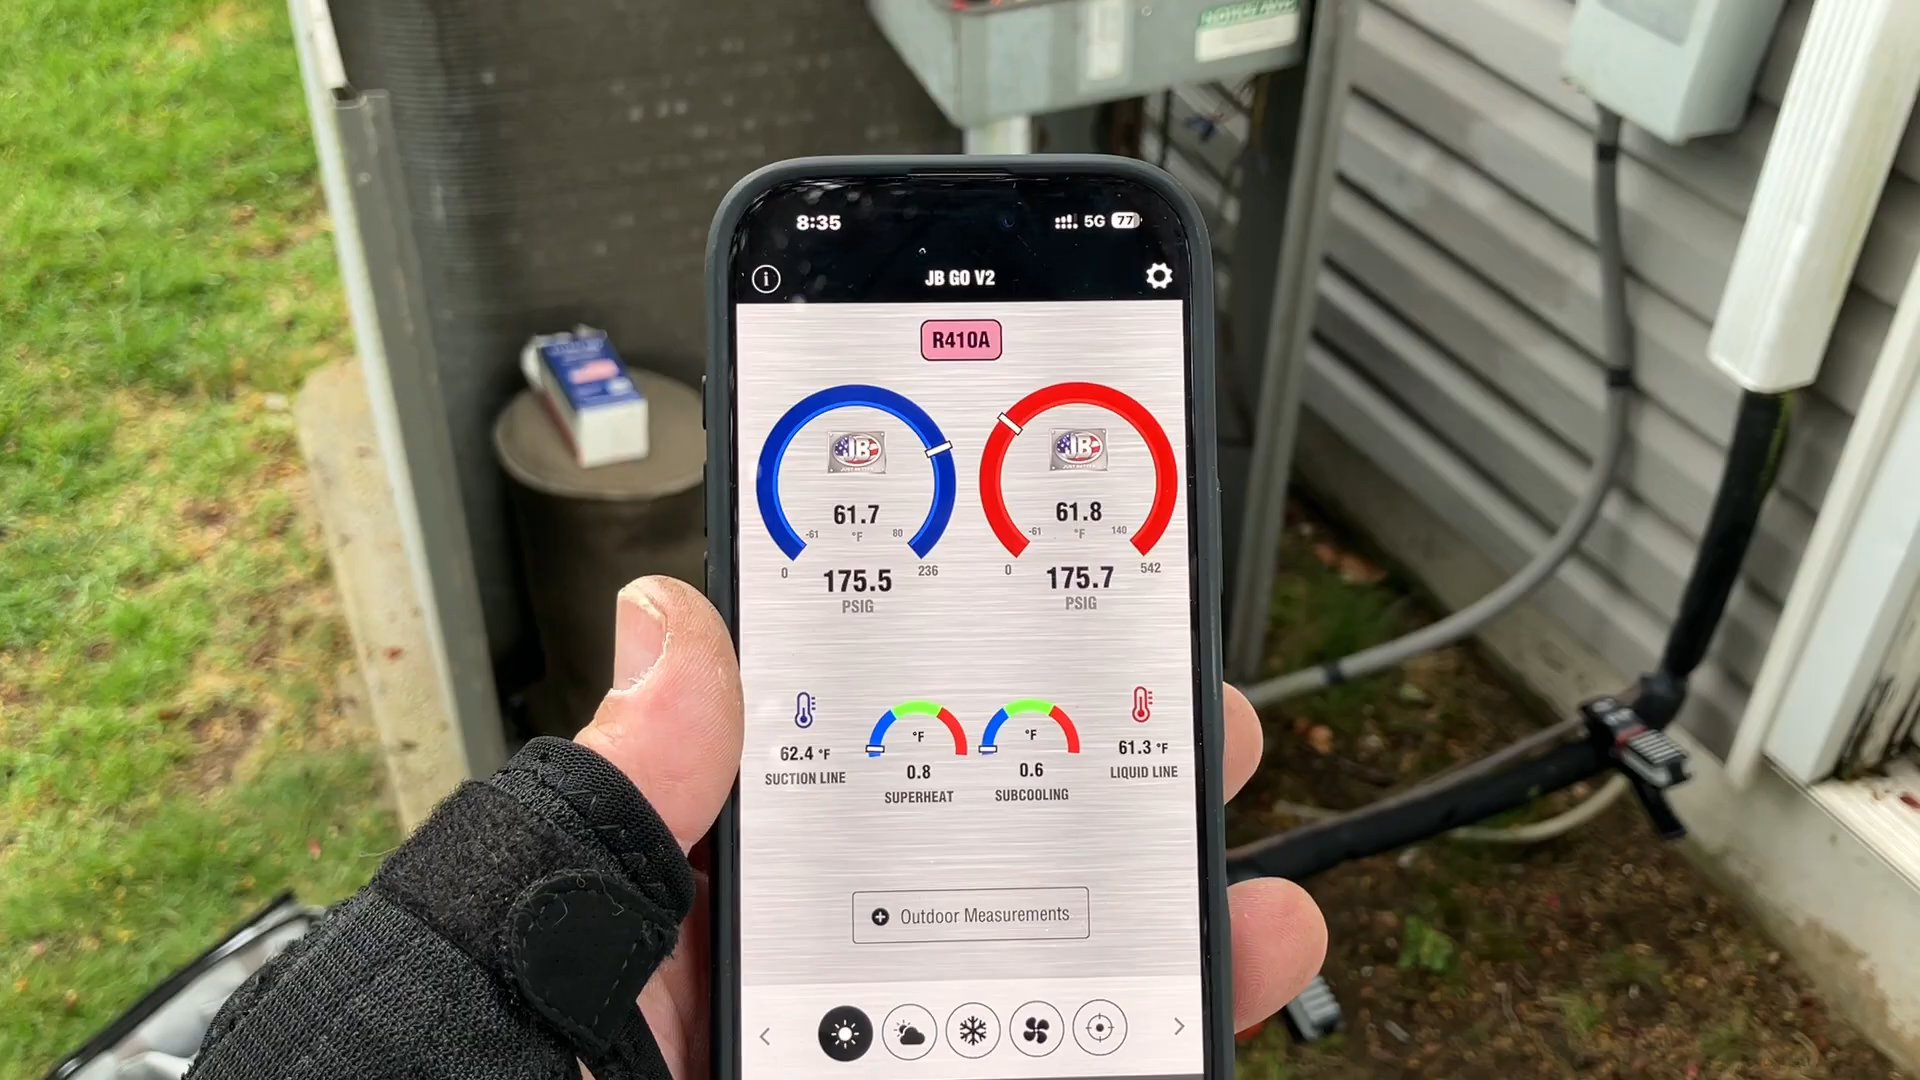 8:35
5G 77
JB GO V2
R410A
JB
JB
61.7
°F
-61
80
0
236
175.5
PSIG
61.8
°F
-61
140
0
542
175.7
PSIG
62.4 °F
SUCTION LINE
°F
0.8
SUPERHEAT
°F
0.6
SUBCOOLING
61.3 °F
LIQUID LINE
Outdoor Measurements